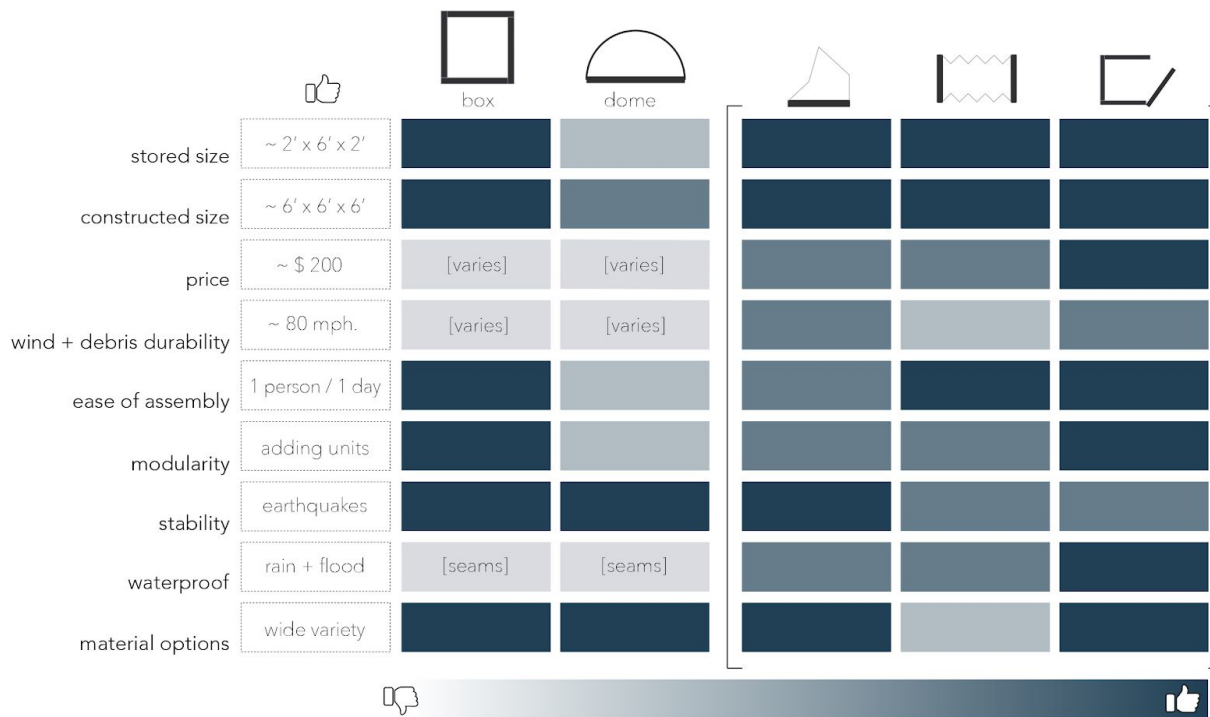 box dome
stored size ~ 2' x 6' x 2'
constructed size ~ 6' x 6' x 6'
price ~ $ 200 [varies] [varies]
wind + debris durability ~ 80 mph. [varies] [varies]
ease of assembly 1 person / 1 day
modularity adding units
stability earthquakes
waterproof rain + flood [seams] [seams]
material options wide variety